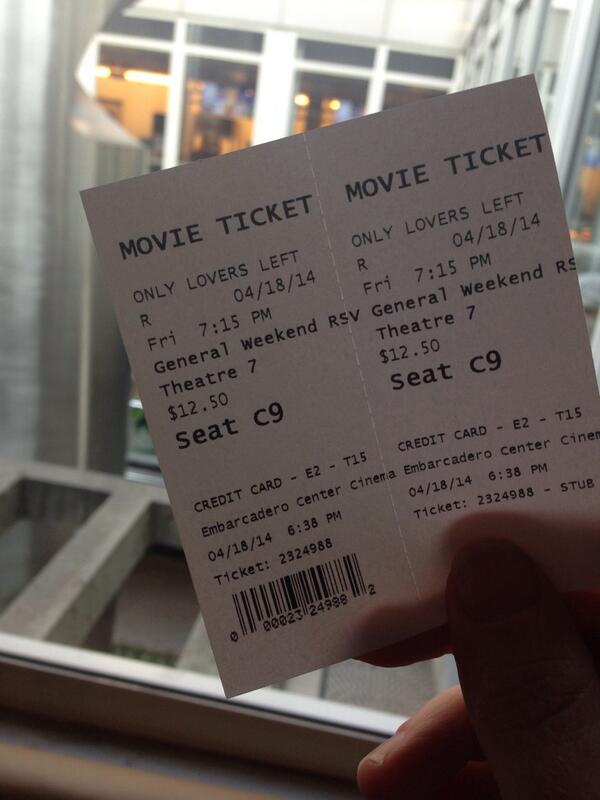 MOVIE TICKET
ONLY LOVERS LEFT
R 04/18/14
Fri 7:15 PM
General Weekend RSV
Theatre 7
$12.50
Seat C9
CREDIT CARD - E2 - T15
Embarcadero Center Cinema
04/18/14 6:38 PM
Ticket: 2324988
0 00023 24988 2
MOVIE TICKET
ONLY LOVERS LEFT
R 04/18/14
Fri 7:15 PM
General Weekend RS
Theatre 7
$12.50
Seat C9
CREDIT CARD - E2 - T15
Embarcadero Center Cinem
04/18/14 6:38 PM
Ticket: 2324988 - STUB